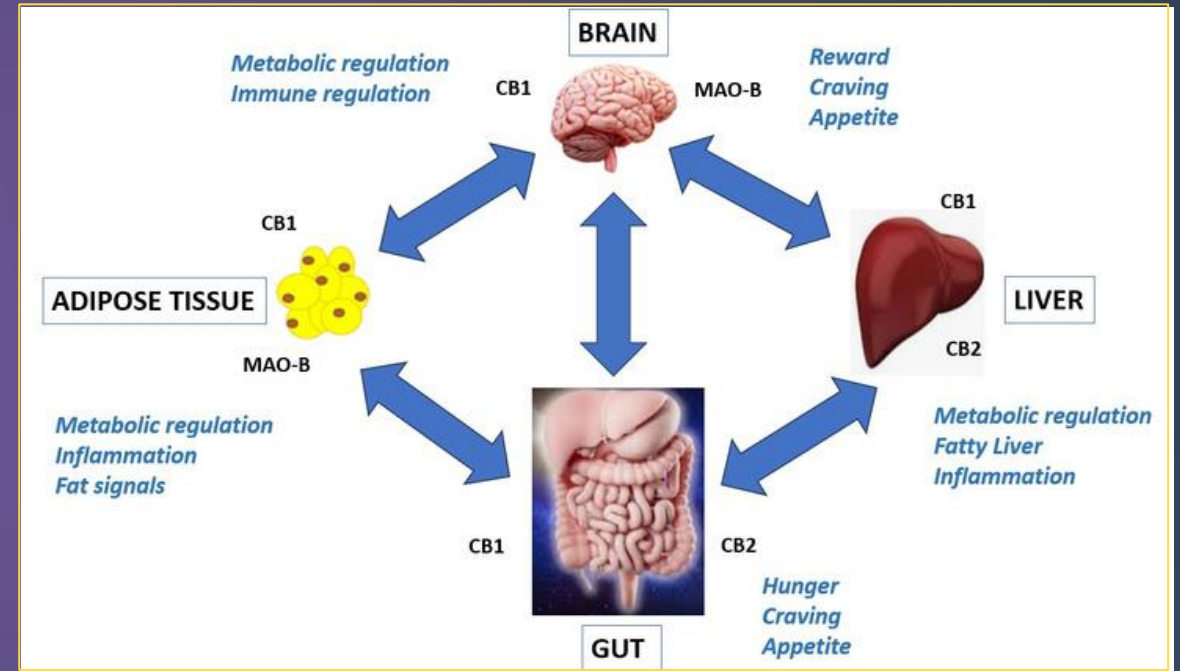 BRAIN
Metabolic regulation
Immune regulation
CB1
MAO-B
Reward
Craving
Appetite
CB1
ADIPOSE TISSUE
MAO-B
CB1
LIVER
CB2
Metabolic regulation
Inflammation
Fat signals
Metabolic regulation
Fatty Liver
Inflammation
CB1
CB2
Hunger
Craving
Appetite
GUT